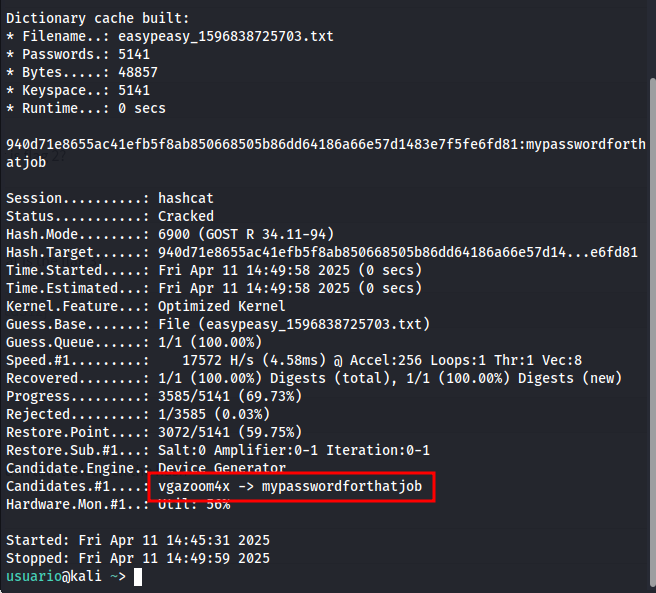 Dictionary cache built:
* Filename..: easypeasy_1596838725703.txt
* Passwords.: 5141
* Bytes.....: 48857
* Keyspace..: 5141
* Runtime...: 0 secs
940d71e8655ac41efb5f8ab850668505b86dd64186a66e57d1483e7f5fe6fd81:mypasswordforth
atjob
Session..........: hashcat
Status...........: Cracked
Hash.Mode........: 6900 (GOST R 34.11-94)
Hash.Target......: 940d71e8655ac41efb5f8ab850668505b86dd64186a66e57d14...e6fd81
Time.Started.....: Fri Apr 11 14:49:58 2025 (0 secs)
Time.Estimated...: Fri Apr 11 14:49:58 2025 (0 secs)
Kernel.Feature...: Optimized Kernel
Guess.Base.......: File (easypeasy_1596838725703.txt)
Guess.Queue......: 1/1 (100.00%)
Speed.#1.........:    17572 H/s (4.58ms) @ Accel:256 Loops:1 Thr:1 Vec:8
Recovered........: 1/1 (100.00%) Digests (total), 1/1 (100.00%) Digests (new)
Progress.........: 3585/5141 (69.73%)
Rejected.........: 1/3585 (0.03%)
Restore.Point....: 3072/5141 (59.75%)
Restore.Sub.#1...: Salt:0 Amplifier:0-1 Iteration:0-1
Candidate.Engine.: Device Generator
Candidates.#1....: vgazoom4x -> mypasswordforthatjob
Hardware.Mon.#1..: Util: 56%
Started: Fri Apr 11 14:45:31 2025
Stopped: Fri Apr 11 14:49:59 2025
usuario@kali ~>